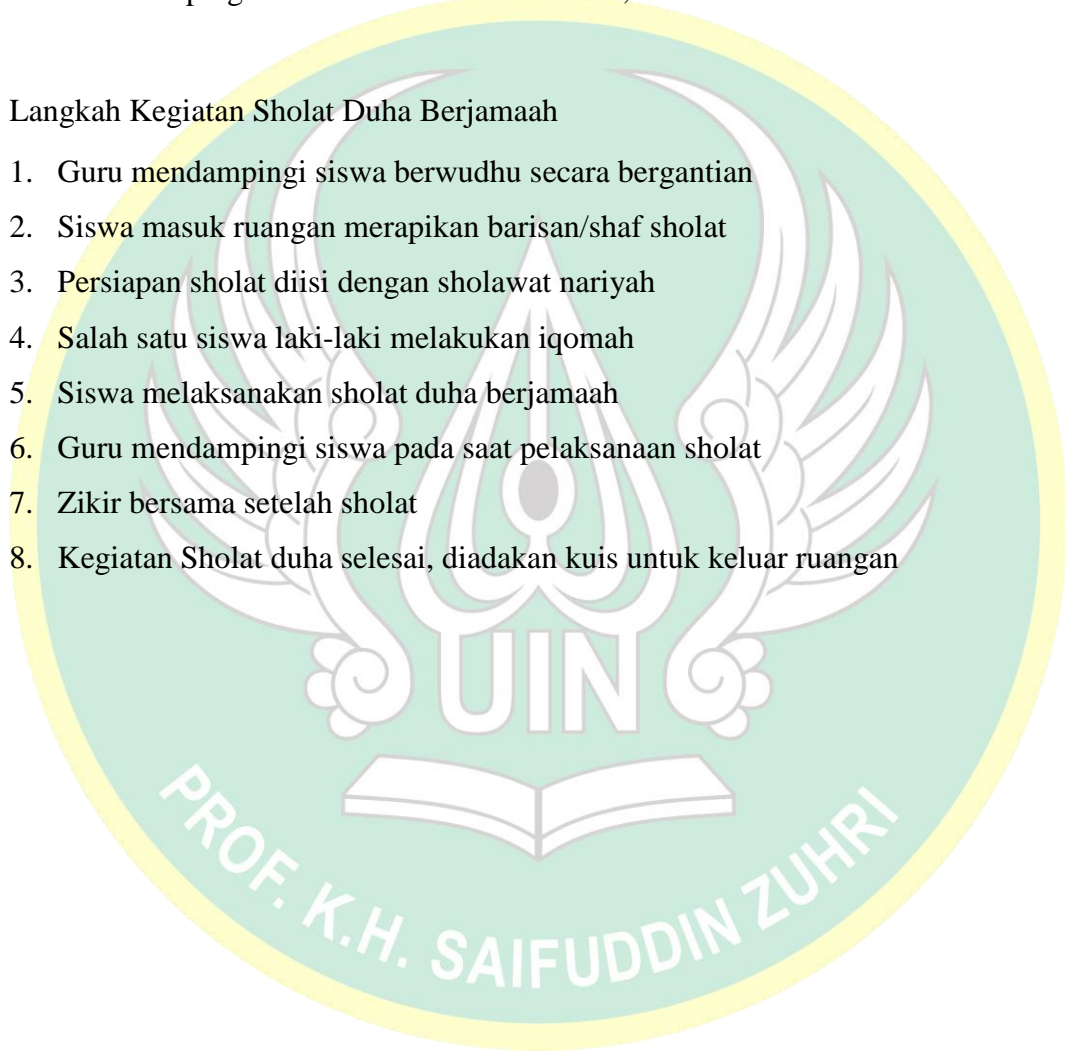 Langkah Kegiatan Sholat Duha Berjamaah
1. Guru mendampingi siswa berwudhu secara bergantian
2. Siswa masuk ruangan merapikan barisan/shaf sholat
3. Persiapan sholat diisi dengan sholawat nariyah
4. Salah satu siswa laki-laki melakukan iqomah
5. Siswa melaksanakan sholat duha berjamaah
6. Guru mendampingi siswa pada saat pelaksanaan sholat
7. Zikir bersama setelah sholat
8. Kegiatan Sholat duha selesai, diadakan kuis untuk keluar ruangan
UIN
PROF. K.H. SAIFUDDIN ZUHRI